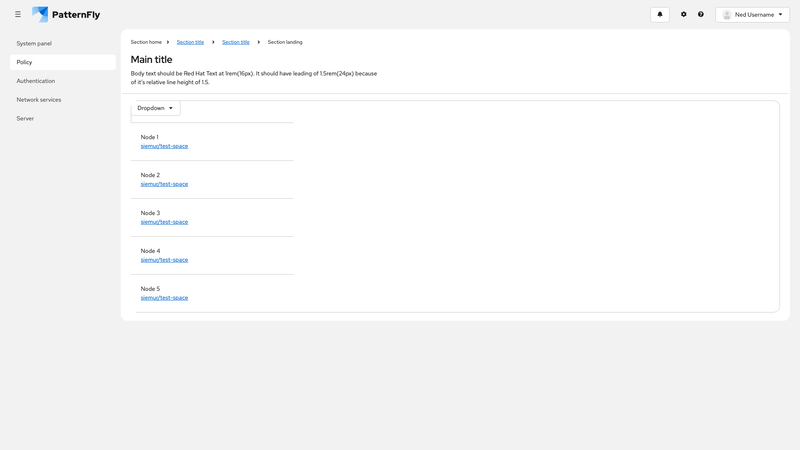 PatternFly
Ned Username
System panel
Policy
Authentication
Network services
Server
Section home
Section title
Section title
Section landing
Main title
Body text should be Red Hat Text at 1rem(16px). It should have leading of 1.5rem(24px) because
of it's relative line height of 1.5.
Dropdown
Node 1
siemur/test-space
Node 2
siemur/test-space
Node 3
siemur/test-space
Node 4
siemur/test-space
Node 5
siemur/test-space